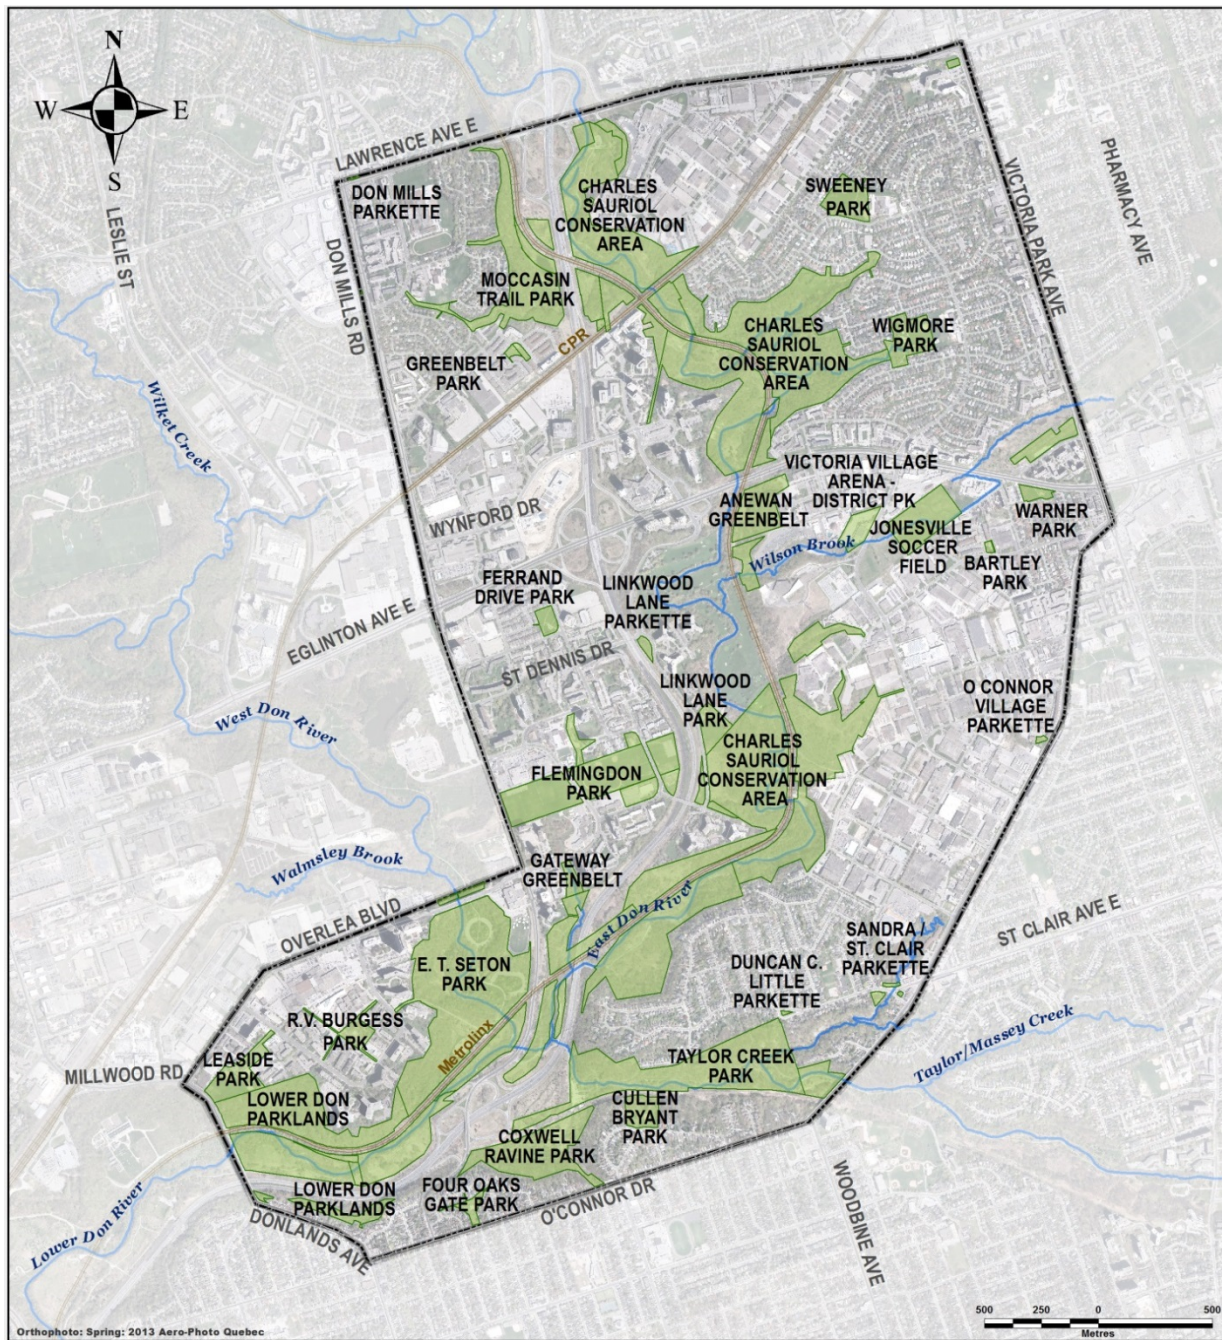 N
W
E
S
LAWRENCE AVE E
LESLIE ST
DON MILLS RD
DON MILLS
PARKETTE
CHARLES
SAURIOL
CONSERVATION
AREA
SWEENEY
PARK
VICTORIA PARK AVE
PHARMACY AVE
MOCCASIN
TRAIL PARK
CPR
GREENBELT
PARK
CHARLES
SAURIOL
CONSERVATION
AREA
WIGMORE
PARK
Wilket Creek
VICTORIA VILLAGE
ARENA -
DISTRICT PK
ANEWAN
GREENBELT
WYNFORD DR
JONESVILLE
SOCCER
FIELD
WARNER
PARK
Wilson Brook
BARTLEY
PARK
FERRAND
DRIVE PARK
LINKWOOD
LANE
PARKETTE
EGLINTON AVE E
ST DENNIS DR
LINKWOOD
LANE
PARK
O CONNOR
VILLAGE
PARKETTE
West Don River
CHARLES
SAURIOL
CONSERVATION
AREA
FLEMINGDON
PARK
Walmsley Brook
GATEWAY
GREENBELT
East Don River
OVERLEA BLVD
ST CLAIR AVE E
SANDRA /
ST. CLAIR
PARKETTE
E. T. SETON
PARK
DUNCAN C.
LITTLE
PARKETTE
R.V. BURGESS
PARK
Metrolinx
Taylor/Massey Creek
LEASIDE
PARK
MILLWOOD RD
TAYLOR CREEK
PARK
LOWER DON
PARKLANDS
CULLEN
BRYANT
PARK
COXWELL
RAVINE PARK
LOWER DON
PARKLANDS
FOUR OAKS
GATE PARK
O'CONNOR DR
WOODBINE AVE
DONLANDS AVE
Lower Don River
500 250 0 500
Metres
Orthophoto: Spring: 2013 Aero-Photo Quebec